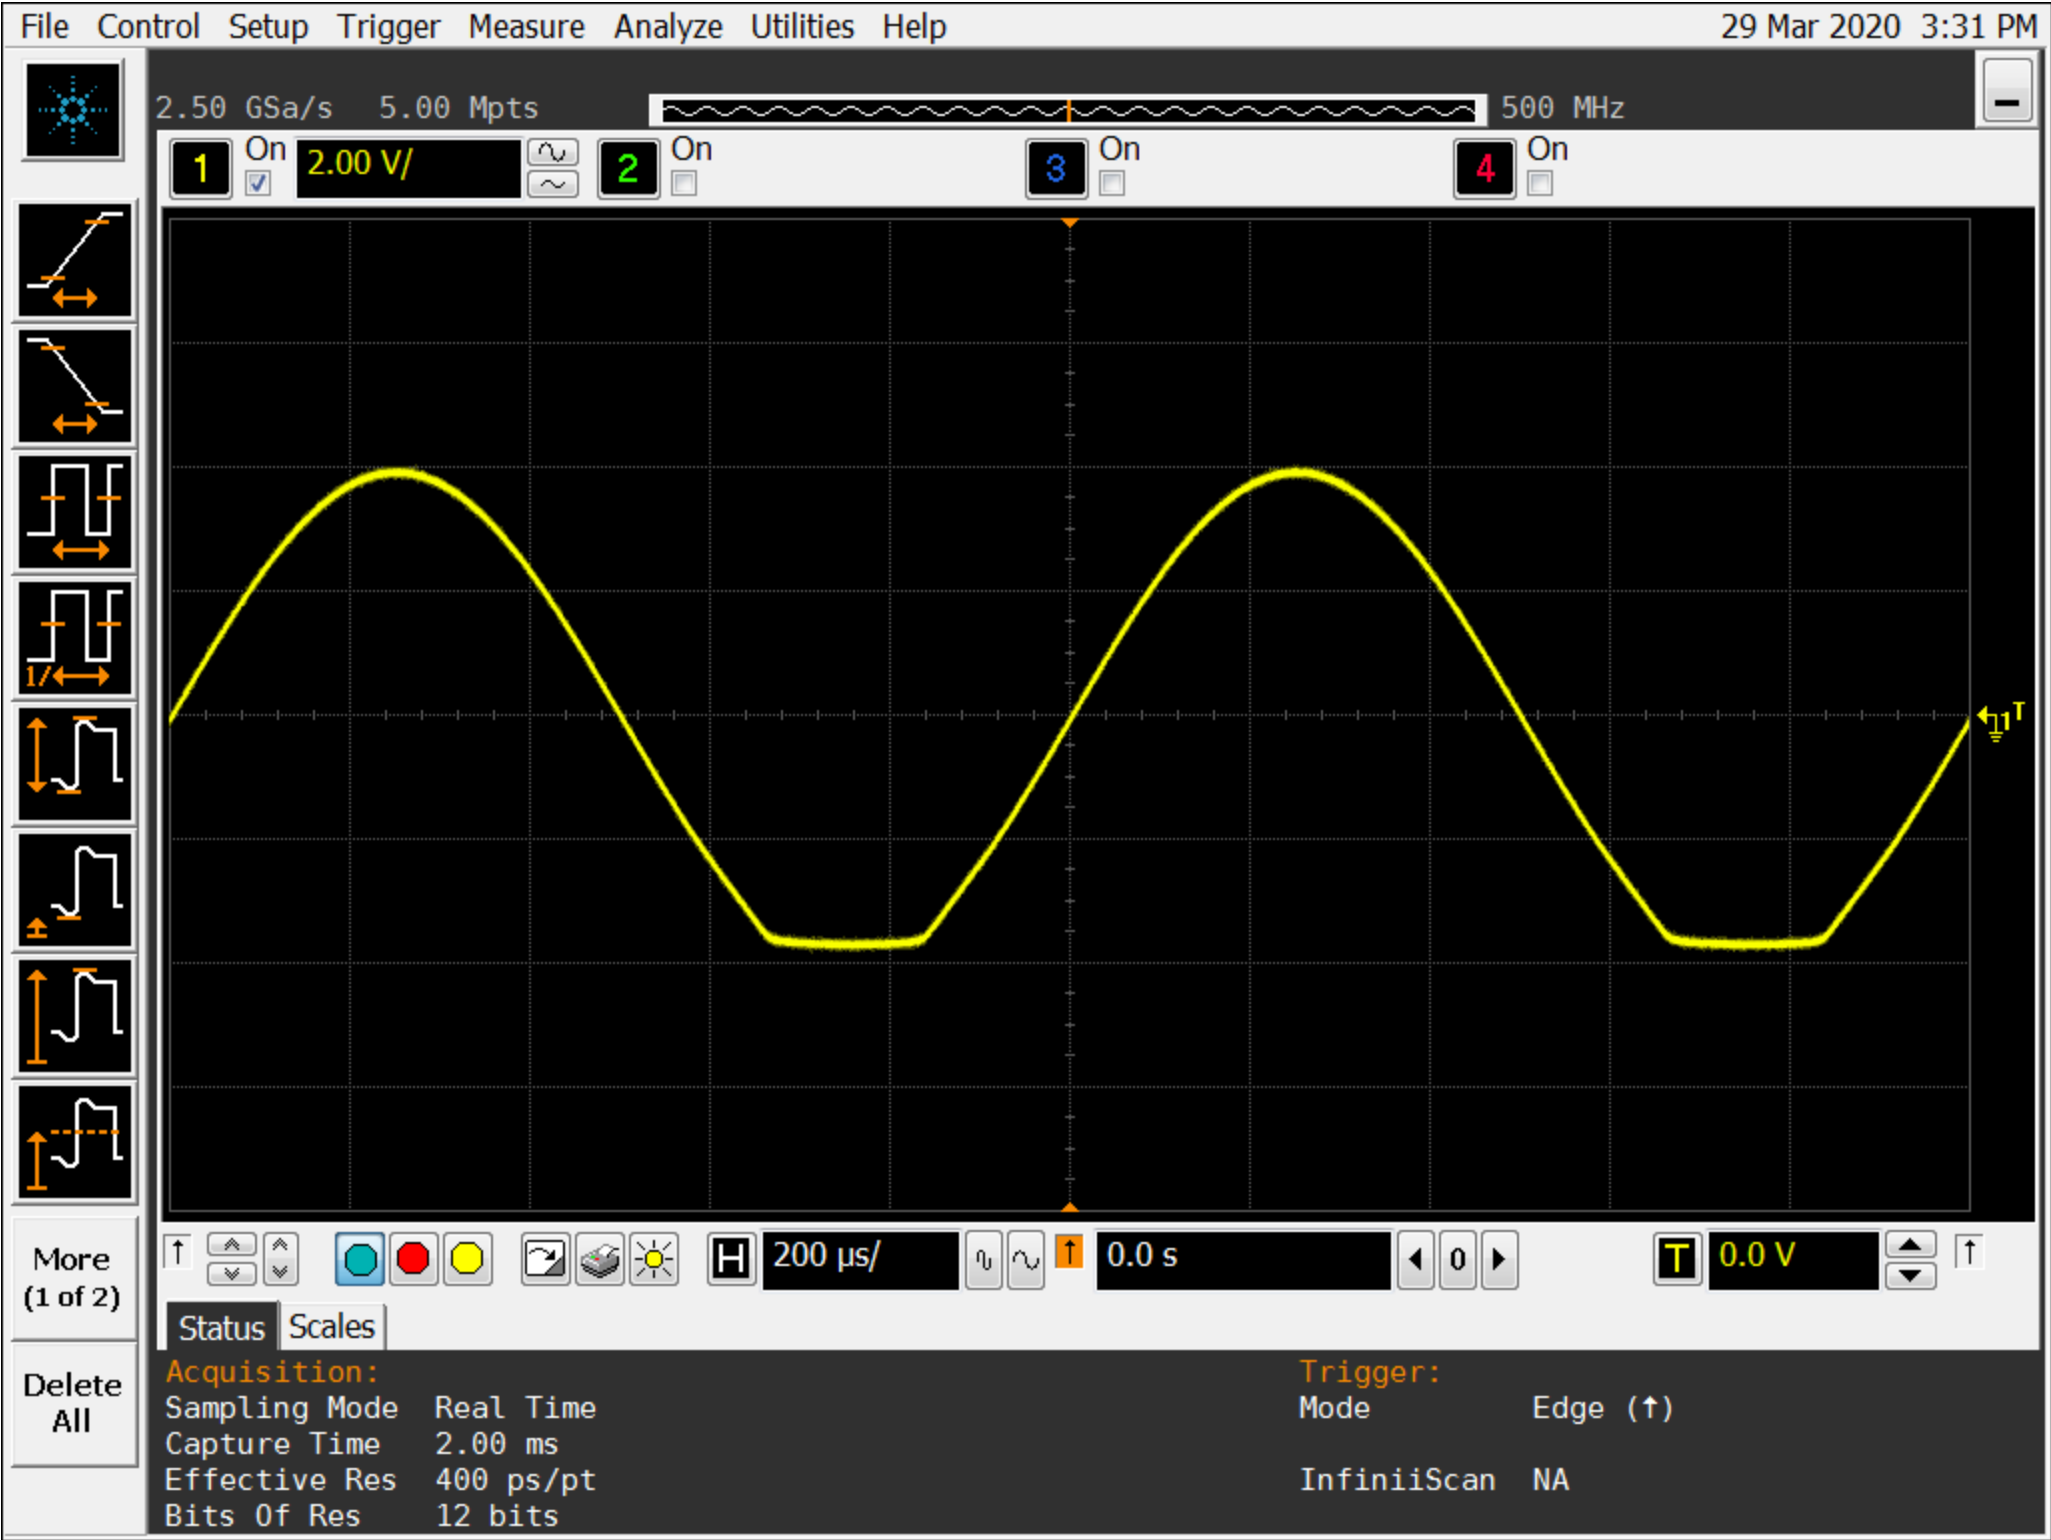 File Control Setup Trigger Measure Analyze Utilities Help 29 Mar 2020 3:31 PM
2.50 GSa/s 5.00 Mpts 500 MHz
1 On 2.00 V/ 2 On 3 On 4 On
1/
1 T
More
(1 of 2)
H 200 µs/ 0.0 s 0 T 0.0 V
Delete
All
Status Scales
Acquisition: Trigger:
Sampling Mode Real Time Mode Edge (↑)
Capture Time 2.00 ms
Effective Res 400 ps/pt InfiniiScan NA
Bits Of Res 12 bits